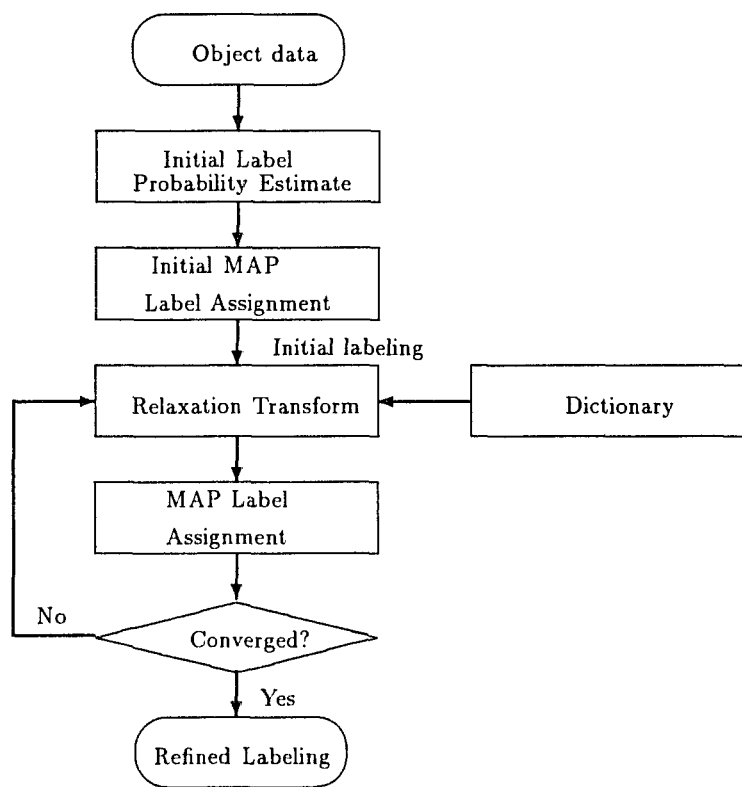 Object data
Initial Label
Probability Estimate
Initial MAP
Label Assignment
Initial labeling
Relaxation Transform
Dictionary
MAP Label
Assignment
No
Converged?
Yes
Refined Labeling